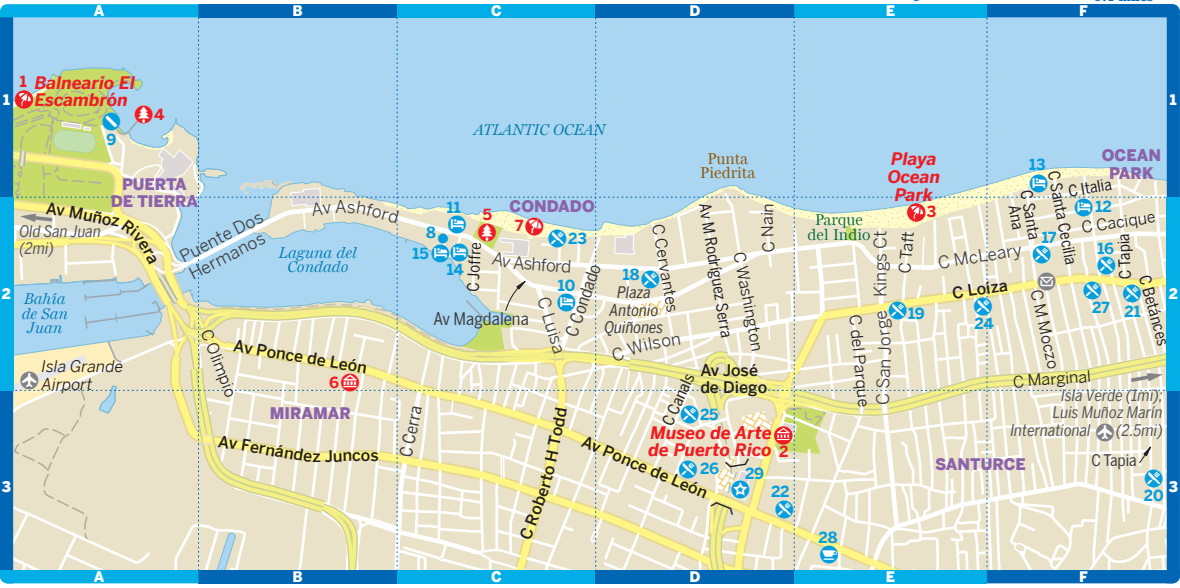 A B C D E F
1
Balneario El
Escambrón
4
9
1
1
ATLANTIC OCEAN
Punta
Piedrita
Playa
Ocean
Park
3
13
OCEAN
PARK
PUERTA
DE TIERRA
Av Muñoz Rivera
Old San Juan
(2mi)
Puente Dos
Hermanos
Av Ashford
11
8
15
14
5
7
CONDADO
23
C Joffre
Av Ashford
Laguna del
Condado
10
Av Magdalena
C Luisa
C Condado
18
Plaza
Antonio
Quiñones
C Cervantes
C Wilson
Av M Rodríguez Serra
C Washington
C Nairn
Parque
del Indio
C Taft
Kings Ct
C San Jorge
C del Parque
19
C McLeary
C Loíza
24
C Santa
Ana
C Santa Cecilia
C Italia
12
C Cacique
17
16
C Tapia
27
21
C M Moczo
C Betances
2
2
Bahía
de San
Juan
Isla Grande
Airport
C Olimpio
Av Ponce de León
6
MIRAMAR
C Cerra
Av Fernández Juncos
C Roberto H Todd
Av José
de Diego
C Canals
25
Museo de Arte
de Puerto Rico
2
Av Ponce de León
26
29
22
28
C Marginal
Isla Verde (1mi);
Luis Muñoz Marín
International (2.5mi)
SANTURCE
C Tapia
20
3
3
A B C D E F